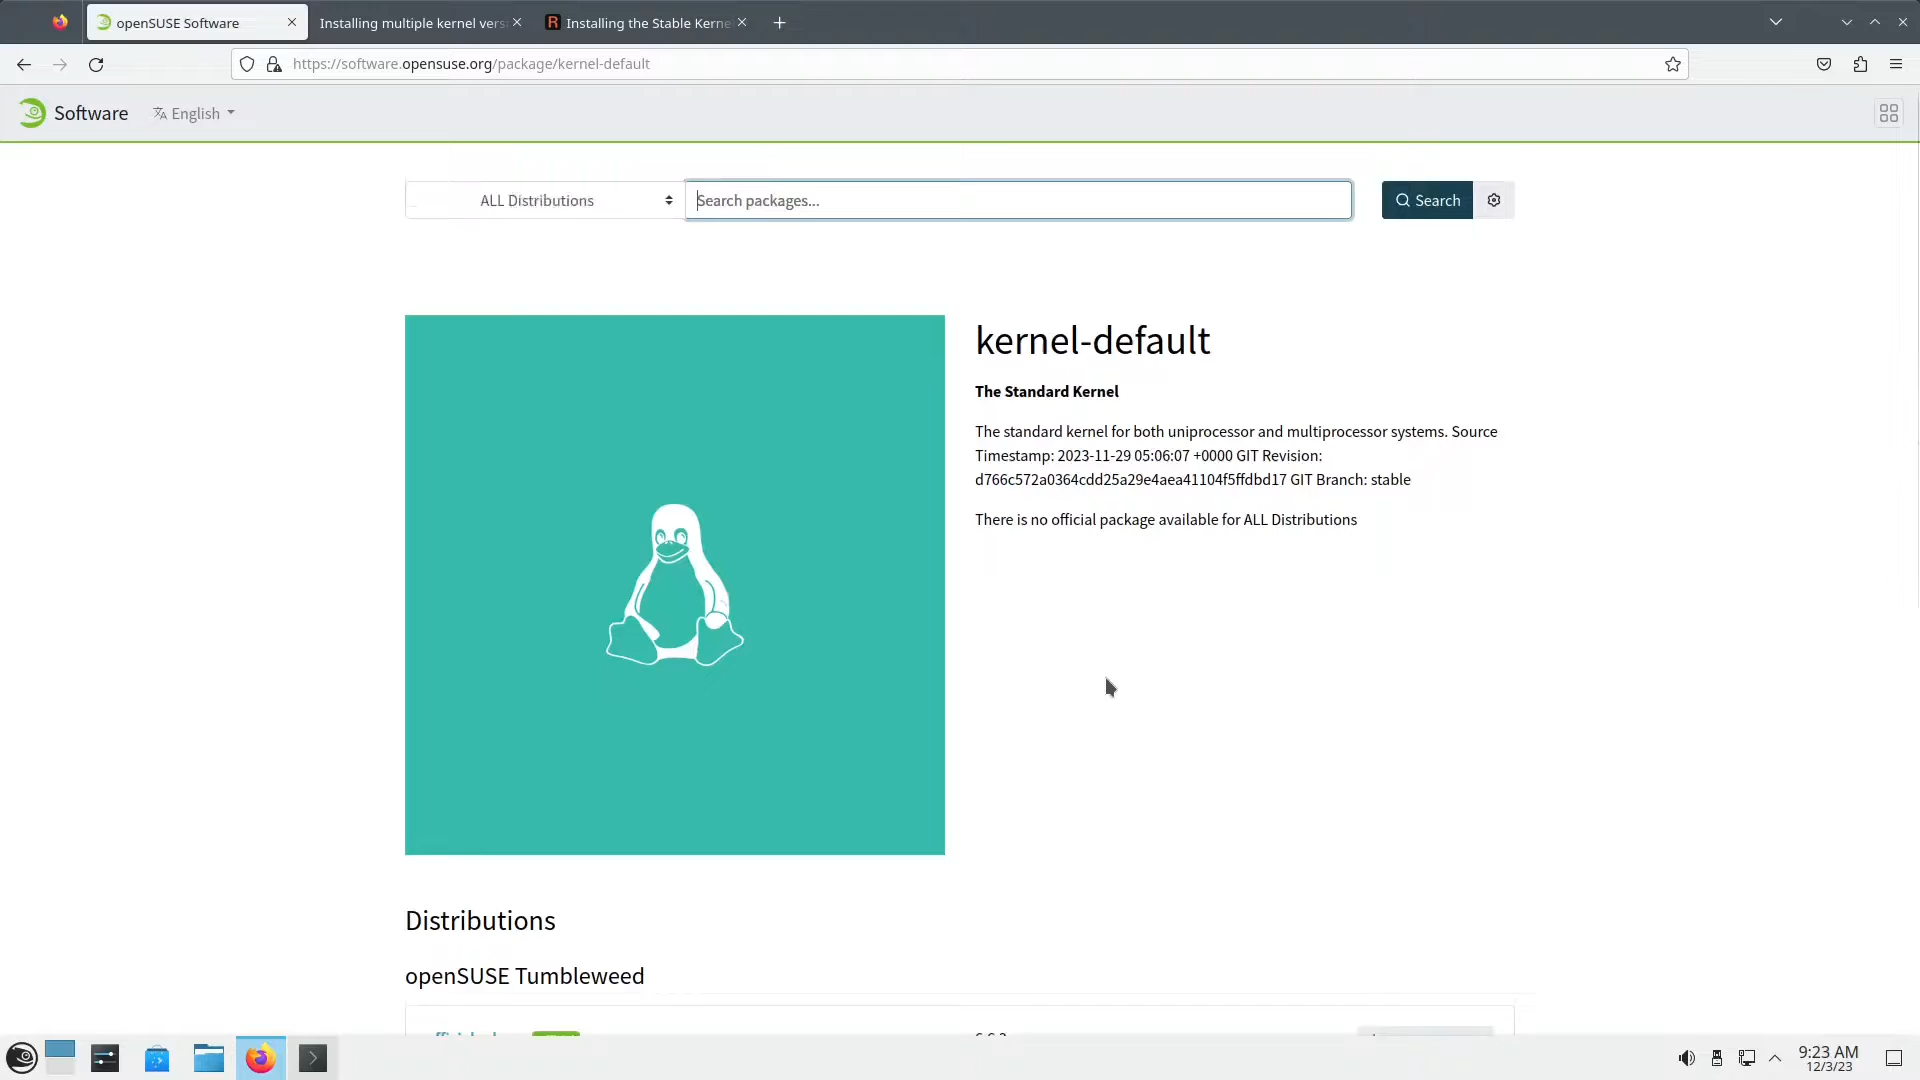 openSUSE Software
Installing multiple kernel vers
Installing the Stable Kerne
https://software.opensuse.org/package/kernel-default
Software
English
ALL Distributions
Search packages...
Search
kernel-default
The Standard Kernel
The standard kernel for both uniprocessor and multiprocessor systems. Source
Timestamp: 2023-11-29 05:06:07 +0000 GIT Revision:
d766c572a0364cdd25a29e4aea41104f5ffdbd17 GIT Branch: stable
There is no official package available for ALL Distributions
Distributions
openSUSE Tumbleweed
9:23 AM
12/3/23